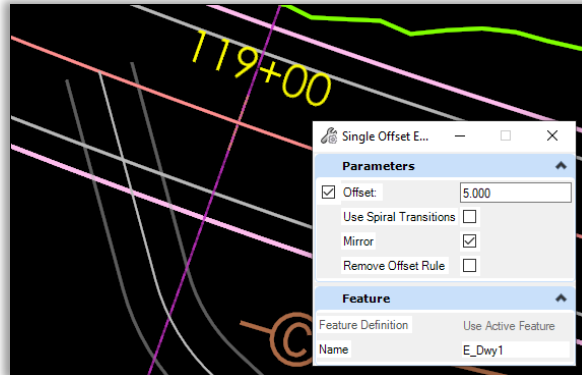 119+00
Single Offset E...
Parameters
Offset: 5.000
Use Spiral Transitions
Mirror
Remove Offset Rule
Feature
Feature Definition Use Active Feature
Name E_Dwy1
C